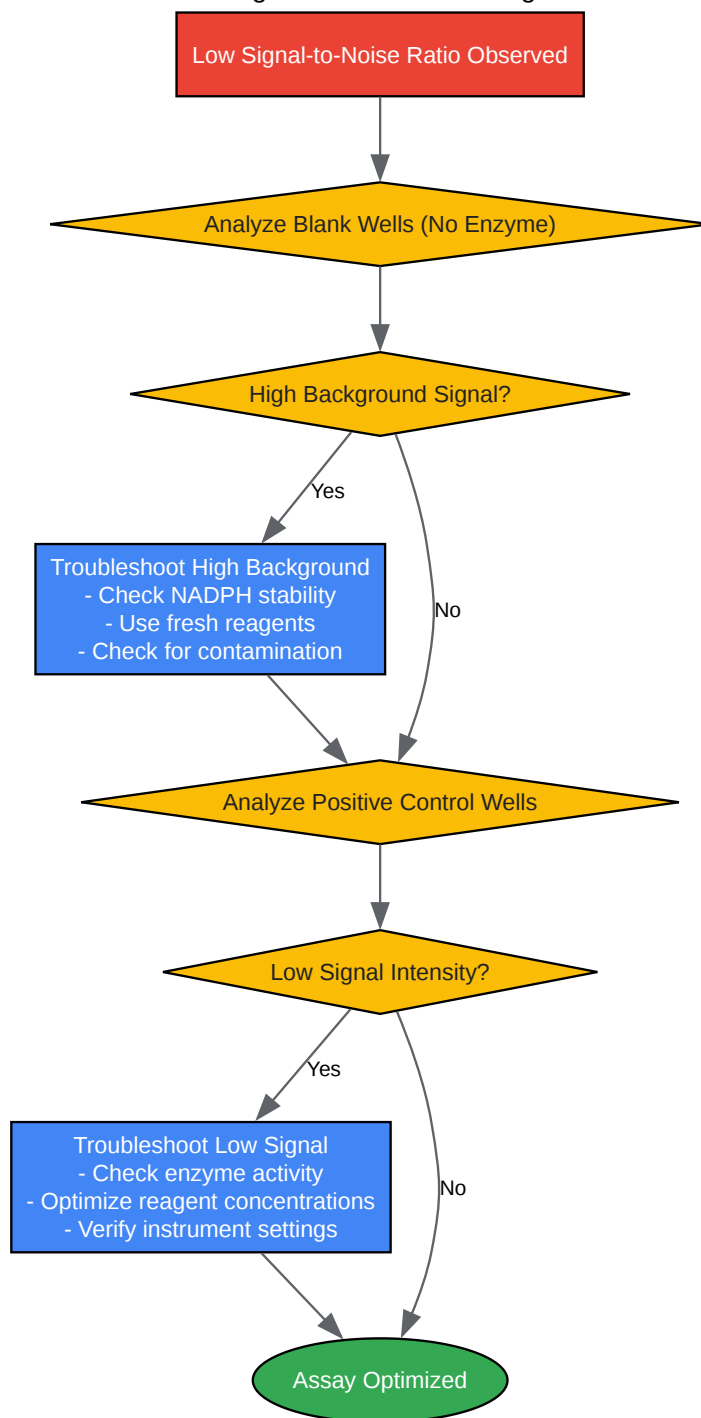 Low Signal-to-Noise Ratio Observed
Analyze Blank Wells (No Enzyme)
High Background Signal?
Yes
Troubleshoot High Background
- Check NADPH stability
- Use fresh reagents
- Check for contamination
No
Analyze Positive Control Wells
Low Signal Intensity?
Yes
Troubleshoot Low Signal
- Check enzyme activity
- Optimize reagent concentrations
- Verify instrument settings
No
Assay Optimized